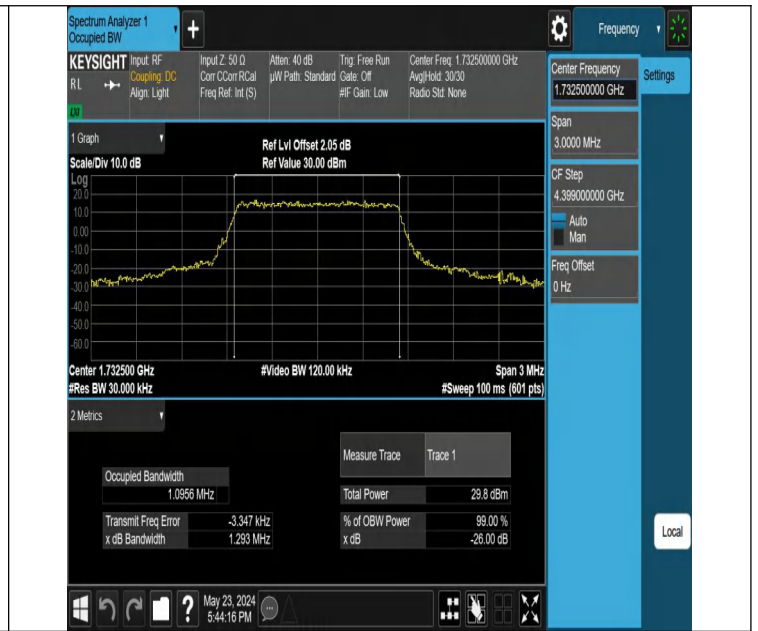 Spectrum Analyzer 1
Occupied BW
+
Frequency
KEYSIGHT
RL
LXI
Input: RF
Coupling: DC
Align: Light
Input Z: 50 Ω
Corr CCorr RCal
Freq Ref: Int (S)
Atten: 40 dB
µW Path: Standard
Trig: Free Run
Gate: Off
#IF Gain: Low
Center Freq: 1.732500000 GHz
Avg|Hold: 30/30
Radio Std: None
Center Frequency
1.732500000 GHz
Settings
Span
3.0000 MHz
CF Step
4.399000000 GHz
Auto
Man
Freq Offset
0 Hz
1 Graph
Scale/Div 10.0 dB
Ref Lvl Offset 2.05 dB
Ref Value 30.00 dBm
Log
20.0
10.0
0.00
-10.0
-20.0
-30.0
-40.0
-50.0
-60.0
Center 1.732500 GHz
#Res BW 30.000 kHz
#Video BW 120.00 kHz
Span 3 MHz
#Sweep 100 ms (601 pts)
2 Metrics
Measure Trace Trace 1
Occupied Bandwidth
1.0956 MHz
Total Power 29.8 dBm
Transmit Freq Error -3.347 kHz
x dB Bandwidth 1.293 MHz
% of OBW Power 99.00 %
x dB -26.00 dB
Local
?
May 23, 2024
5:44:16 PM